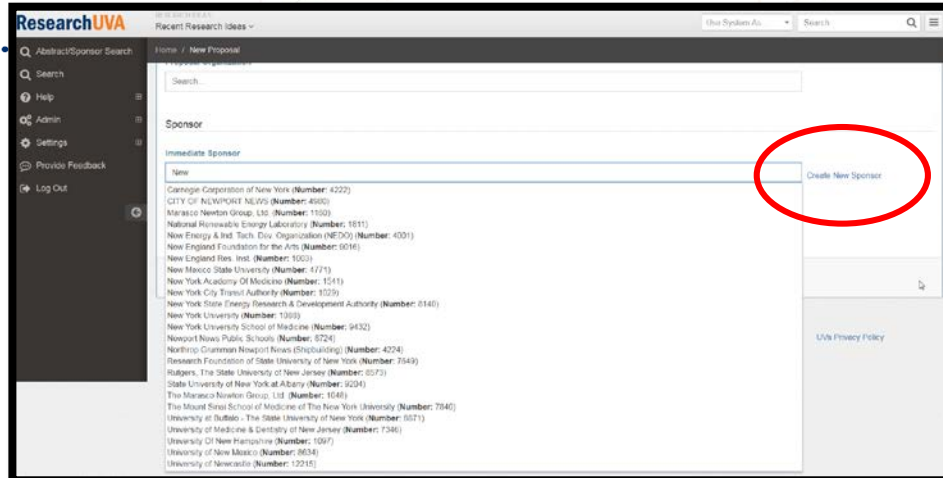 ResearchUVA
Recent Research Ideas
Use System As
Search
Abstract/Sponsor Search
Home / New Proposal
Search
Search...
Help
Admin
Sponsor
Settings
Immediate Sponsor
Provide Feedback
New
Create New Sponsor
Log Out
Carnegie Corporation of New York (Number: 4222)
CITY OF NEWPORT NEWS (Number: 4900)
Marasco Newton Group, Ltd. (Number: 1150)
National Renewable Energy Laboratory (Number: 1811)
New Energy & Ind. Tech. Dev. Organization (NEDO) (Number: 4001)
New England Foundation for the Arts (Number: 9016)
New England Res. Inst. (Number: 1003)
New Mexico State University (Number: 4771)
New York Academy Of Medicine (Number: 1541)
New York City Transit Authority (Number: 1029)
New York State Energy Research & Development Authority (Number: 8140)
New York University (Number:
New York University School of Medicine (Number: 9432)
Newport News Public Schools (Number: 8724)
Northrop Grumman Newport News (Shipbuilding) (Number: 4224)
Research Foundation of State University of New York (Number: 7649)
Rutgers, The State University of New Jersey (Number: 8573)
State University of New York at Albany (Number: 9204)
The Marasco Newton Group, Ltd. (Number: 1048)
The Mount Sinai School of Medicine of The New York University (Number: 7840)
University at Buffalo - The State University of New York (Number: 8671)
University of Medicine & Dentistry of New Jersey (Number: 7346)
University Of New Hampshire (Number: 1097)
University of New Mexico (Number: 8634)
University of Newcastle (Number: 12215)
UVa Privacy Policy